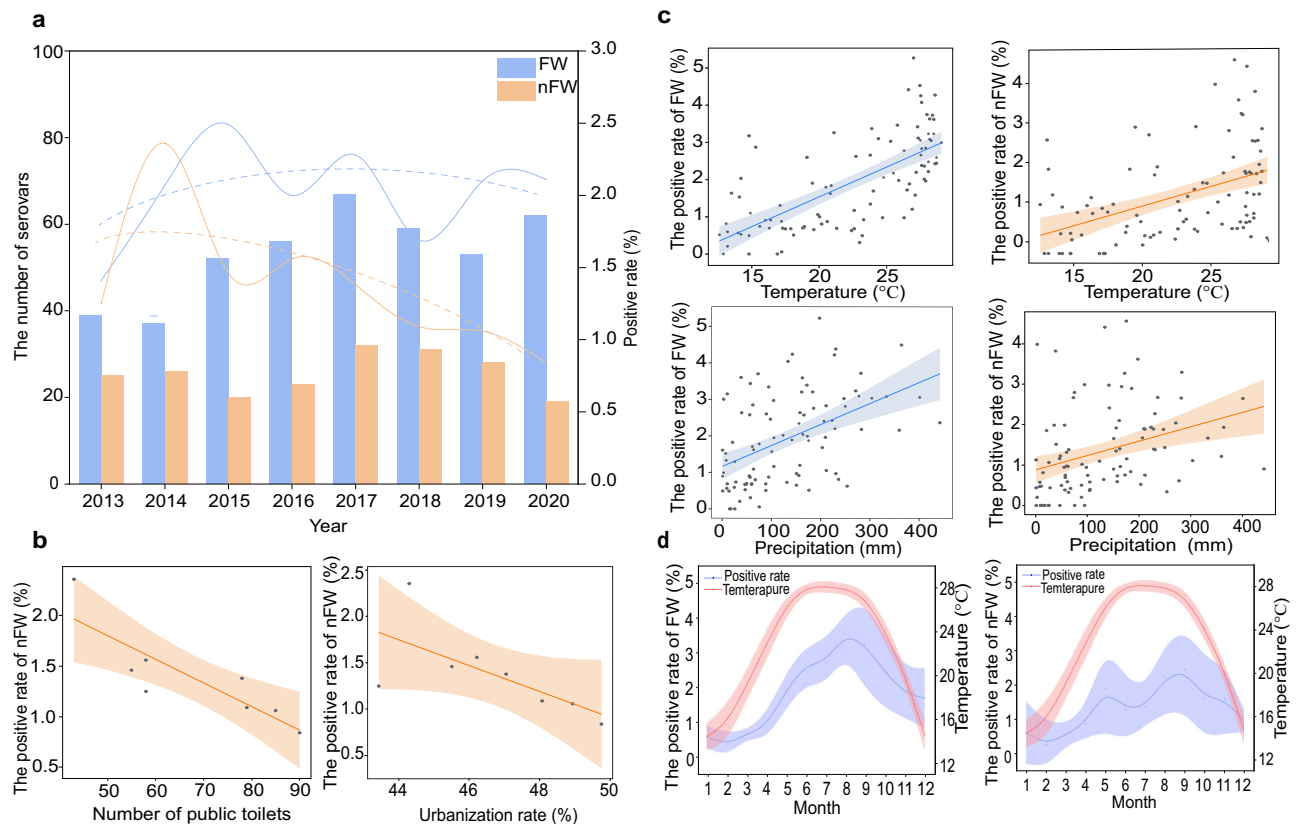 a
100
80
60
40
20
0
The number of serovars
3.0
2.5
2.0
1.5
1.0
0.5
0.0
Positive rate (%)
FW
nFW
2013 2014 2015 2016 2017 2018 2019 2020
Year
b
The positive rate of nFW (%)
2.0
1.5
1.0
0.5
50 60 70 80 90
Number of public toilets
The positive rate of nFW (%)
2.5
2.0
1.5
1.0
0.5
44 46 48 50
Urbanization rate (%)
c
The positive rate of FW (%)
5
4
3
2
1
0
15 20 25
Temperature (°C)
The positive rate of nFW (%)
4
3
2
1
0
15 20 25
Temperature (°C)
The positive rate of FW (%)
5
4
3
2
1
0
0 100 200 300 400
Precipitation (mm)
The positive rate of nFW (%)
4
3
2
1
0
0 100 200 300 400
Precipitation (mm)
d
The positive rate of FW (%)
5
4
3
2
1
0
Positive rate
Temterapure
28
24
20
16
12
Temperature (°C)
1 2 3 4 5 6 7 8 9 10 11 12
Month
The positive rate of nFW (%)
5
4
3
2
1
0
Positive rate
Temterapure
28
24
20
16
12
Temperature (°C)
1 2 3 4 5 6 7 8 9 10 11 12
Month